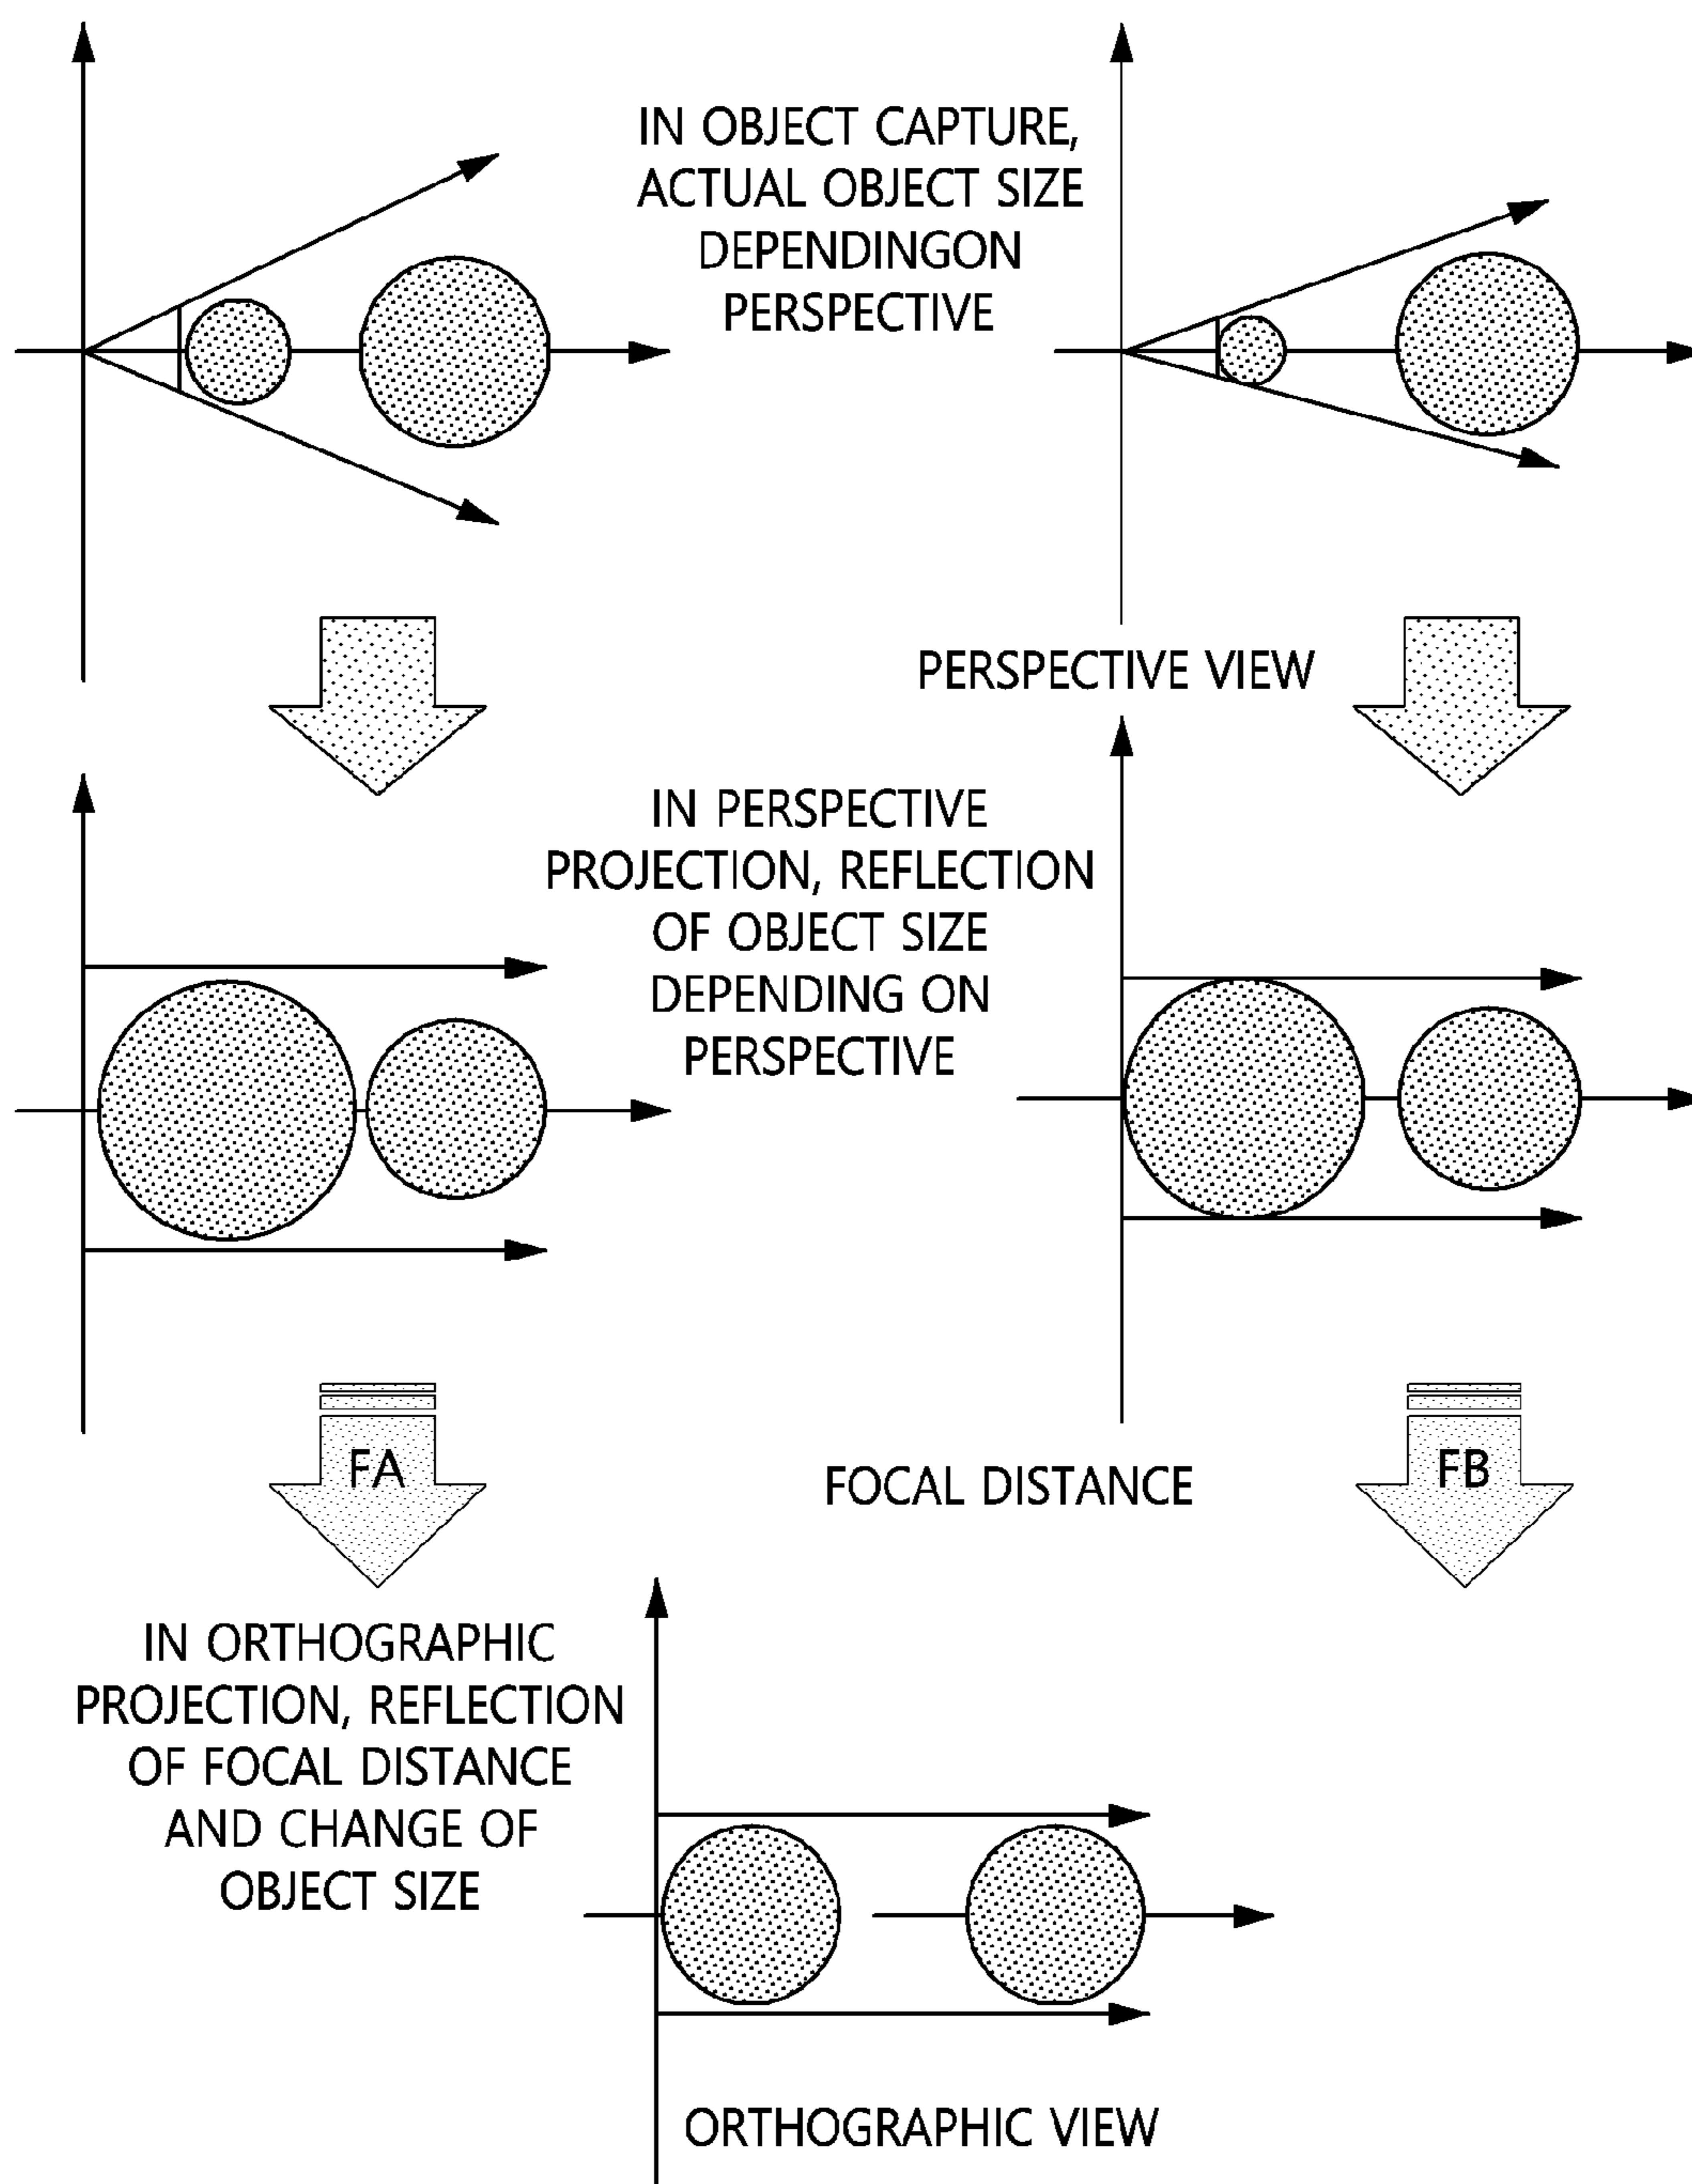 IN OBJECT CAPTURE,
ACTUAL OBJECT SIZE
DEPENDINGON
PERSPECTIVE
PERSPECTIVE VIEW
IN PERSPECTIVE
PROJECTION, REFLECTION
OF OBJECT SIZE
DEPENDING ON
PERSPECTIVE
FA
FOCAL DISTANCE
FB
IN ORTHOGRAPHIC
PROJECTION, REFLECTION
OF FOCAL DISTANCE
AND CHANGE OF
OBJECT SIZE
ORTHOGRAPHIC VIEW